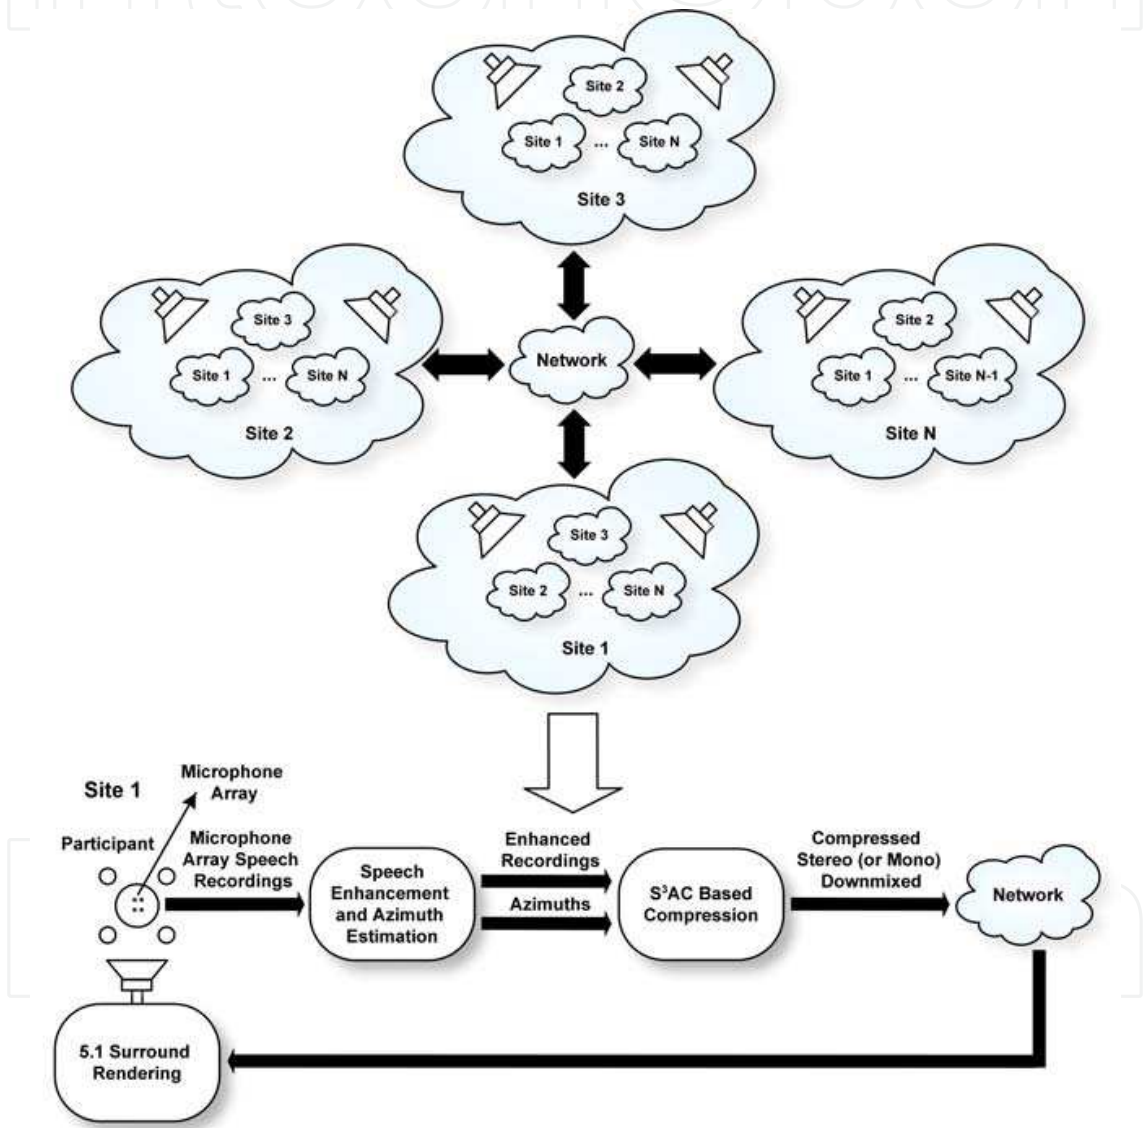 Site 2
Site 1 ... Site N
Site 3
Site 3
Site 1 ... Site N
Site 2
Network
Site 2
Site 1 ... Site N-1
Site N
Site 3
Site 2 ... Site N
Site 1
Site 1
Microphone
Array
Participant
Microphone
Array Speech
Recordings
Speech
Enhancement
and Azimuth
Estimation
Enhanced
Recordings
Azimuths
S³AC Based
Compression
Compressed
Stereo (or Mono)
Downmixed
Network
5.1 Surround
Rendering